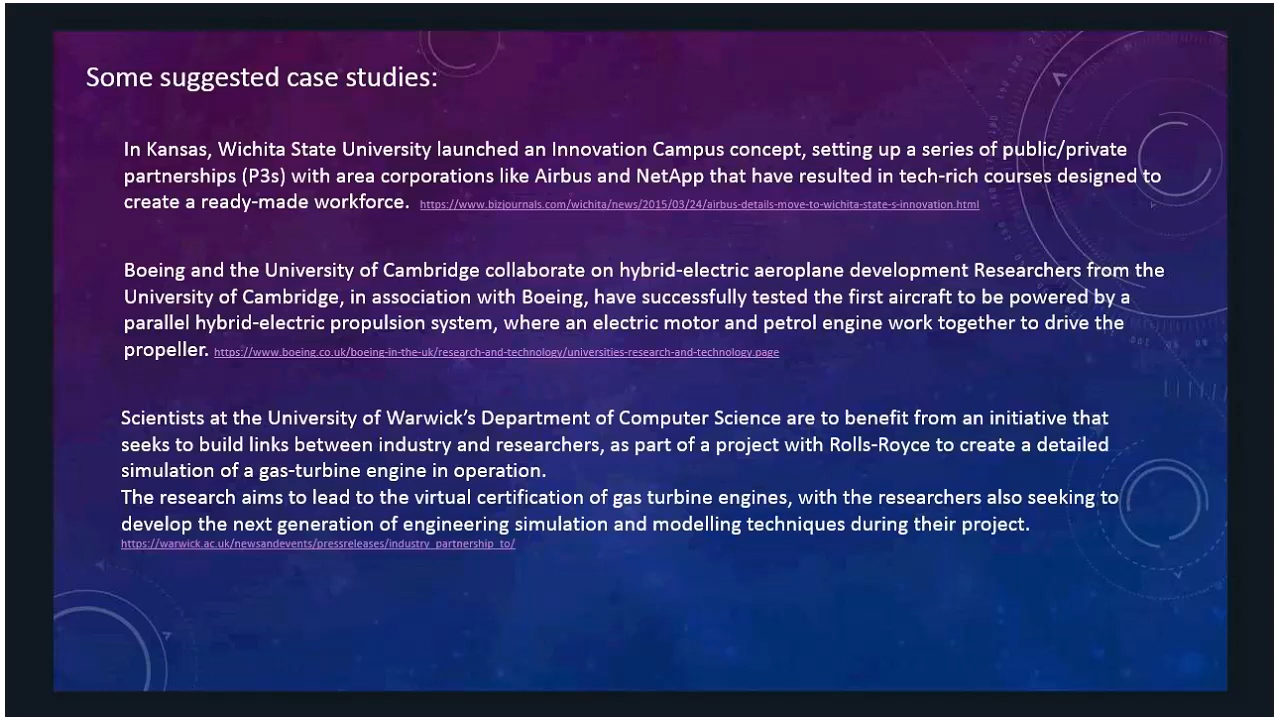 Some suggested case studies:
In Kansas, Wichita State University launched an Innovation Campus concept, setting up a series of public/private
partnerships (P3s) with area corporations like Airbus and NetApp that have resulted in tech-rich courses designed to
create a ready-made workforce. https://www.bizjournals.com/wichita/news/2015/03/24/airbus-details-move-to-wichita-state-s-innovation.html
Boeing and the University of Cambridge collaborate on hybrid-electric aeroplane development Researchers from the
University of Cambridge, in association with Boeing, have successfully tested the first aircraft to be powered by a
parallel hybrid-electric propulsion system, where an electric motor and petrol engine work together to drive the
propeller. https://www.boeing.co.uk/boeing-in-the-uk/research-and-technology/universities-research-and-technology.page
Scientists at the University of Warwick’s Department of Computer Science are to benefit from an initiative that
seeks to build links between industry and researchers, as part of a project with Rolls-Royce to create a detailed
simulation of a gas-turbine engine in operation.
The research aims to lead to the virtual certification of gas turbine engines, with the researchers also seeking to
develop the next generation of engineering simulation and modelling techniques during their project.
https://warwick.ac.uk/newsandevents/pressreleases/industry_partnership_to/